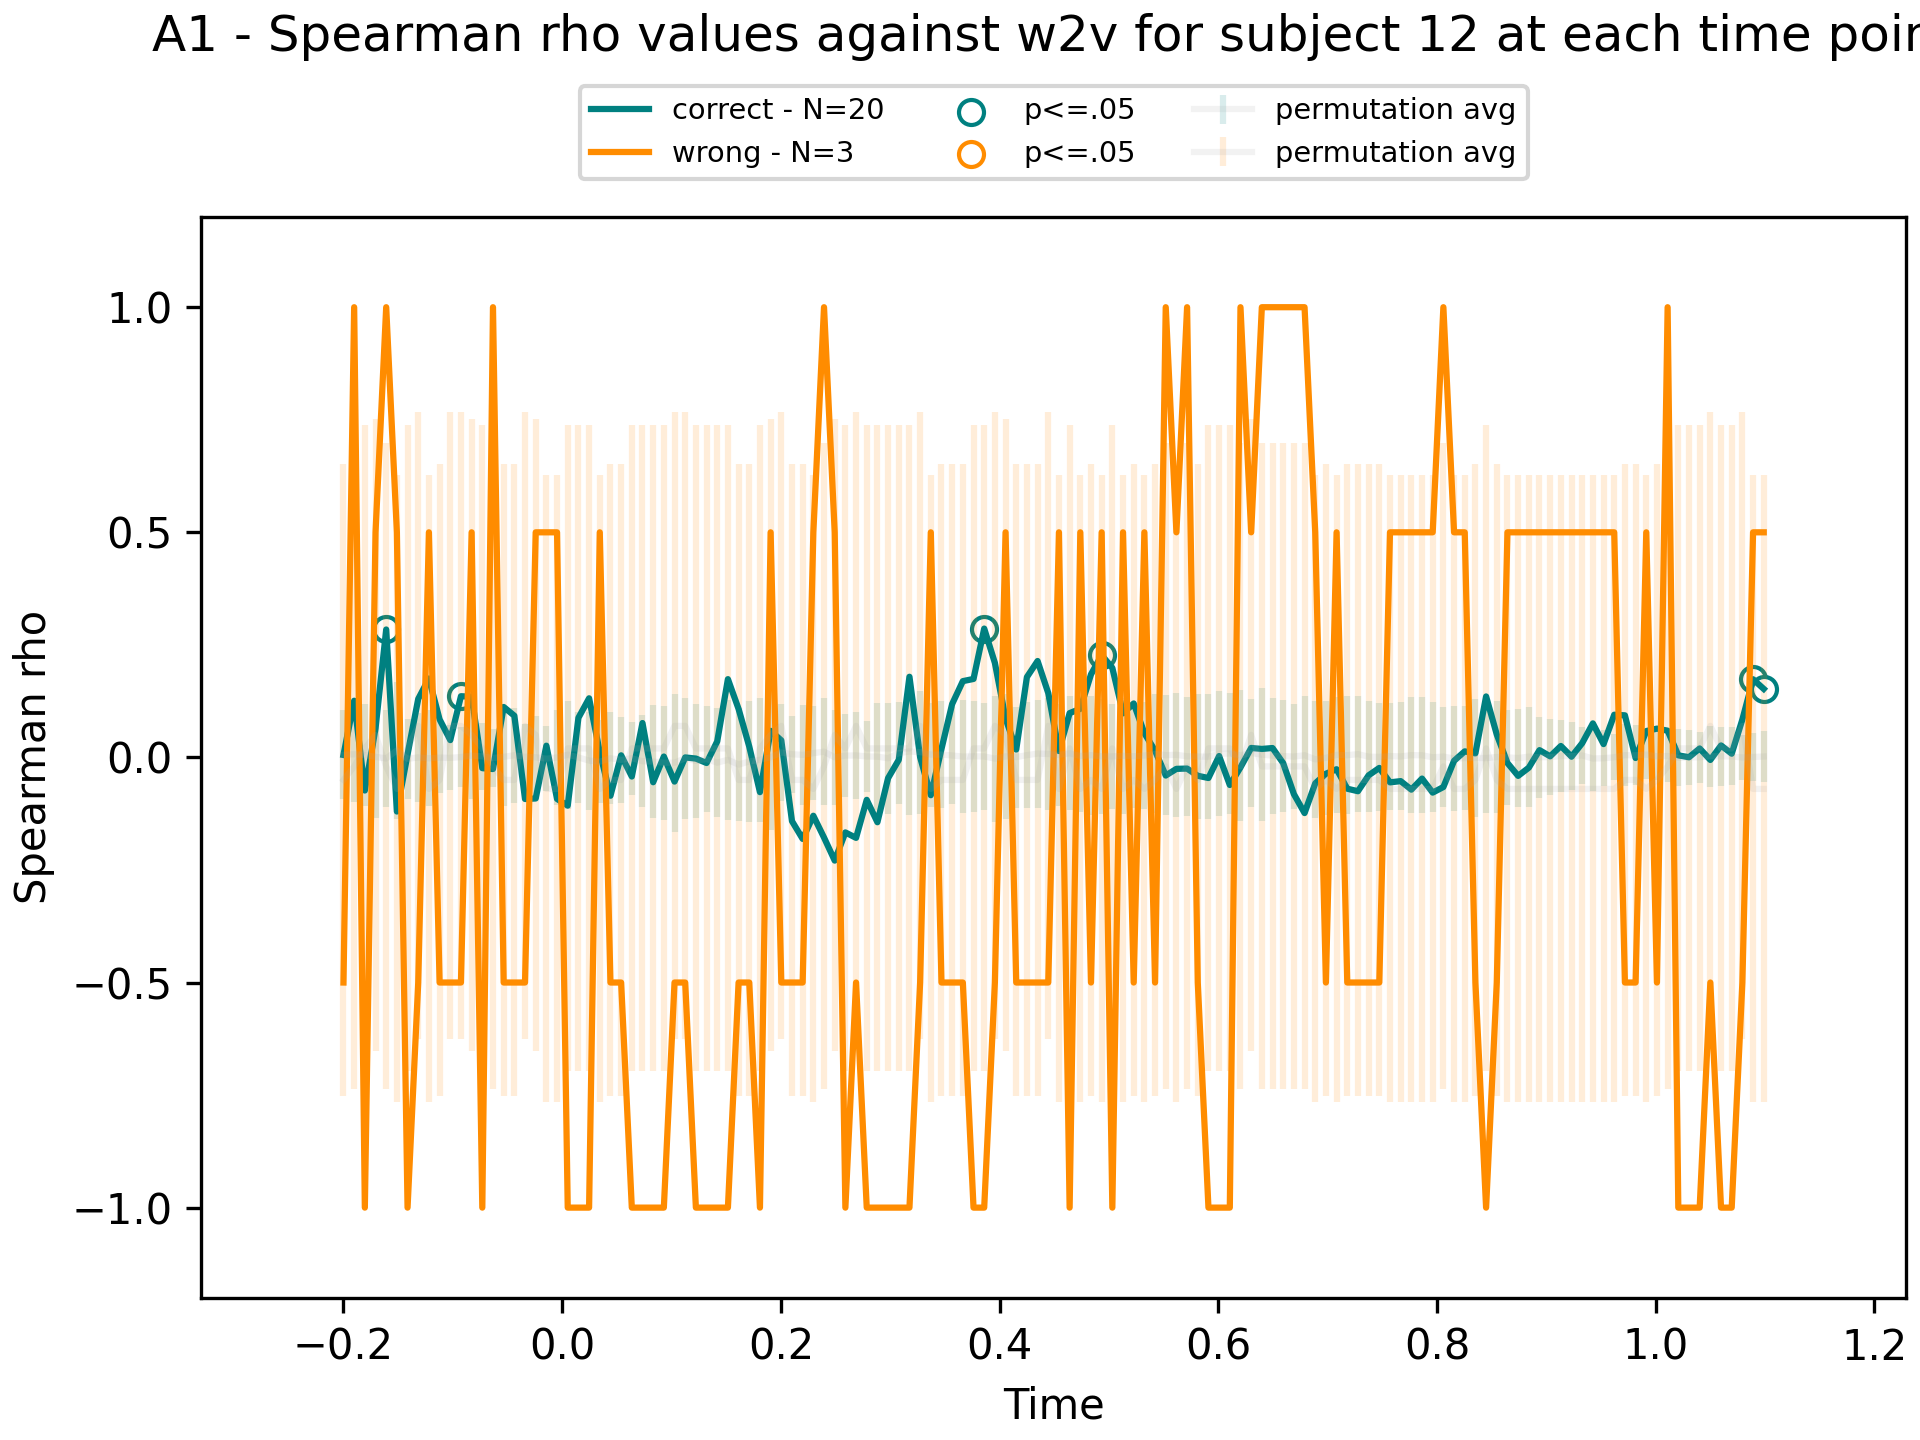 A1 - Spearman rho values against w2v for subject 12 at each time poin
correct - N=20 p<=.05 permutation avg
wrong - N=3 p<=.05 permutation avg
1.0
0.5
0.0
−0.5
−1.0
Spearman rho
−0.2 0.0 0.2 0.4 0.6 0.8 1.0 1.2
Time